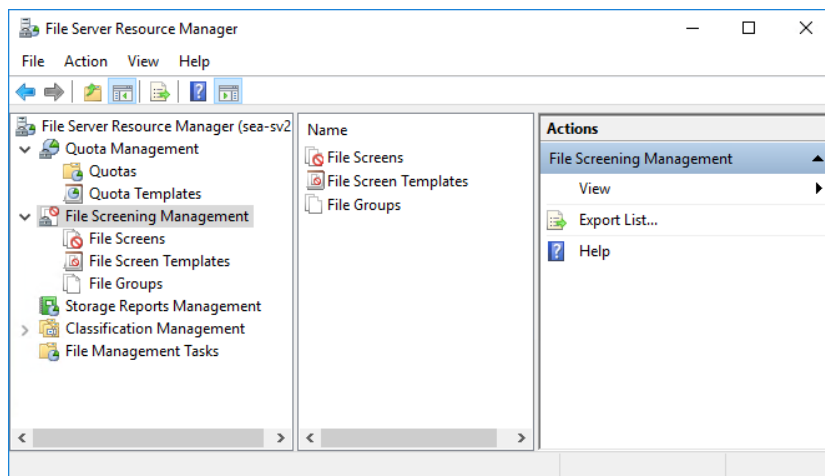 File Server Resource Manager
File Action View Help
File Server Resource Manager (sea-sv2
Quota Management
Quotas
Quota Templates
File Screening Management
File Screens
File Screen Templates
File Groups
Storage Reports Management
Classification Management
File Management Tasks
Name
File Screens
File Screen Templates
File Groups
Actions
File Screening Management
View
Export List...
Help